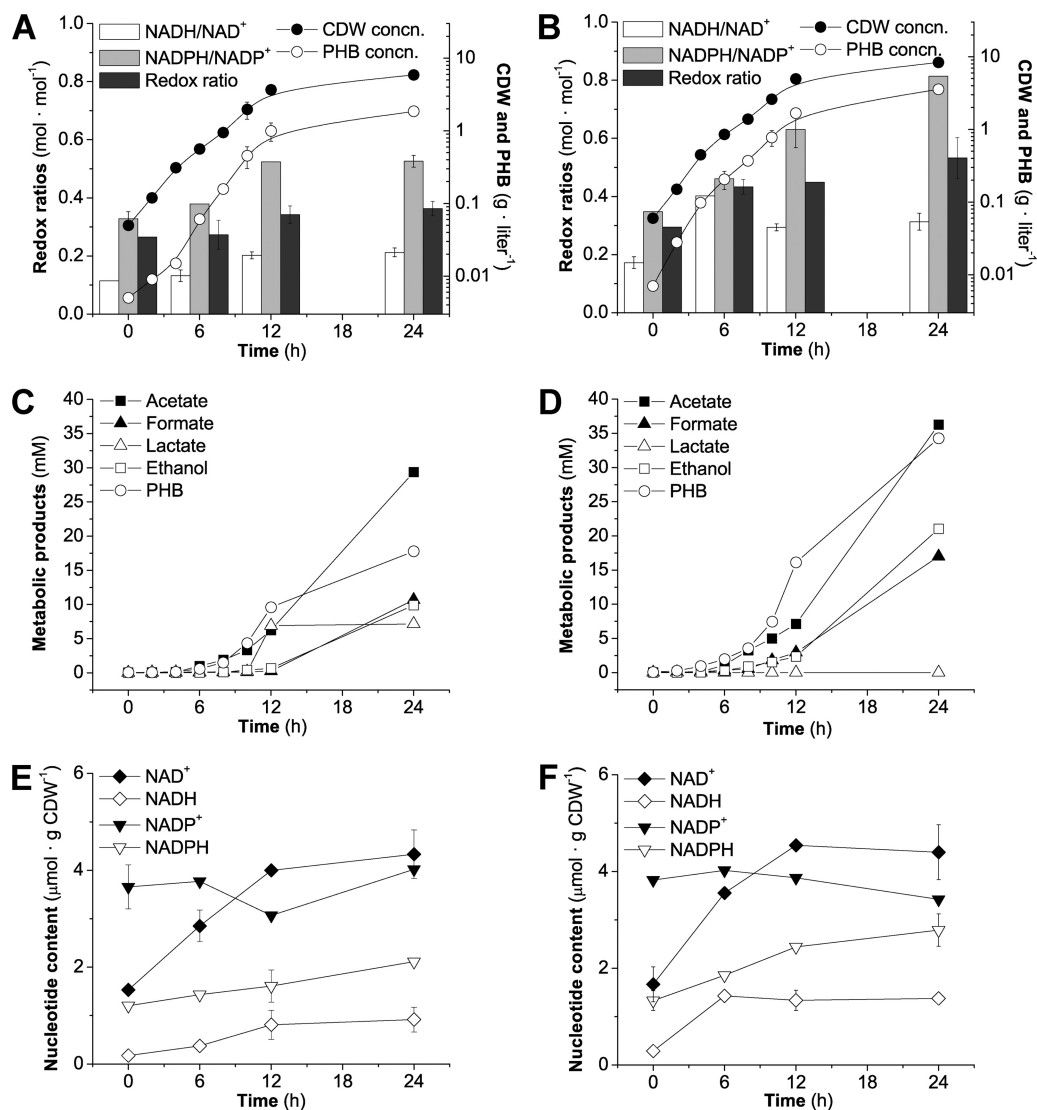 A
NADH/NAD⁺
NADPH/NADP⁺
Redox ratio
CDW concn.
PHB concn.
Redox ratios (mol · mol⁻¹)
1.0
0.8
0.6
0.4
0.2
0.0
10
1
0.1
0.01
CDW and PHB (g · liter⁻¹)
0 6 12 18 24
Time (h)
B
NADH/NAD⁺
NADPH/NADP⁺
Redox ratio
CDW concn.
PHB concn.
Redox ratios (mol · mol⁻¹)
1.0
0.8
0.6
0.4
0.2
0.0
10
1
0.1
0.01
CDW and PHB (g · liter⁻¹)
0 6 12 18 24
Time (h)
C
Acetate
Formate
Lactate
Ethanol
PHB
Metabolic products (mM)
40
35
30
25
20
15
10
5
0
0 6 12 18 24
Time (h)
D
Acetate
Formate
Lactate
Ethanol
PHB
Metabolic products (mM)
40
35
30
25
20
15
10
5
0
0 6 12 18 24
Time (h)
E
NAD⁺
NADH
NADP⁺
NADPH
Nucleotide content (μmol · g CDW⁻¹)
6
4
2
0
0 6 12 18 24
Time (h)
F
NAD⁺
NADH
NADP⁺
NADPH
Nucleotide content (μmol · g CDW⁻¹)
6
4
2
0
0 6 12 18 24
Time (h)